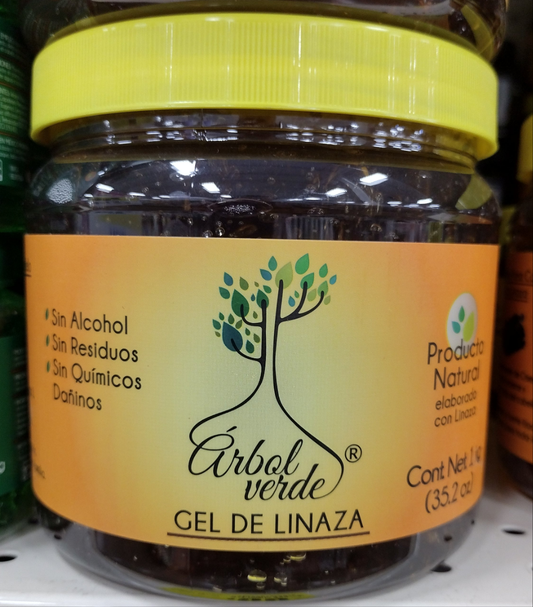 Sin Alcohol
Sin Residuos
Sin Químicos
Dañinos
Árbol
verde®
GEL DE LINAZA
Producto
Natural
elaborado
con Linaza
Cont. Net. 1
(35.2 oz)